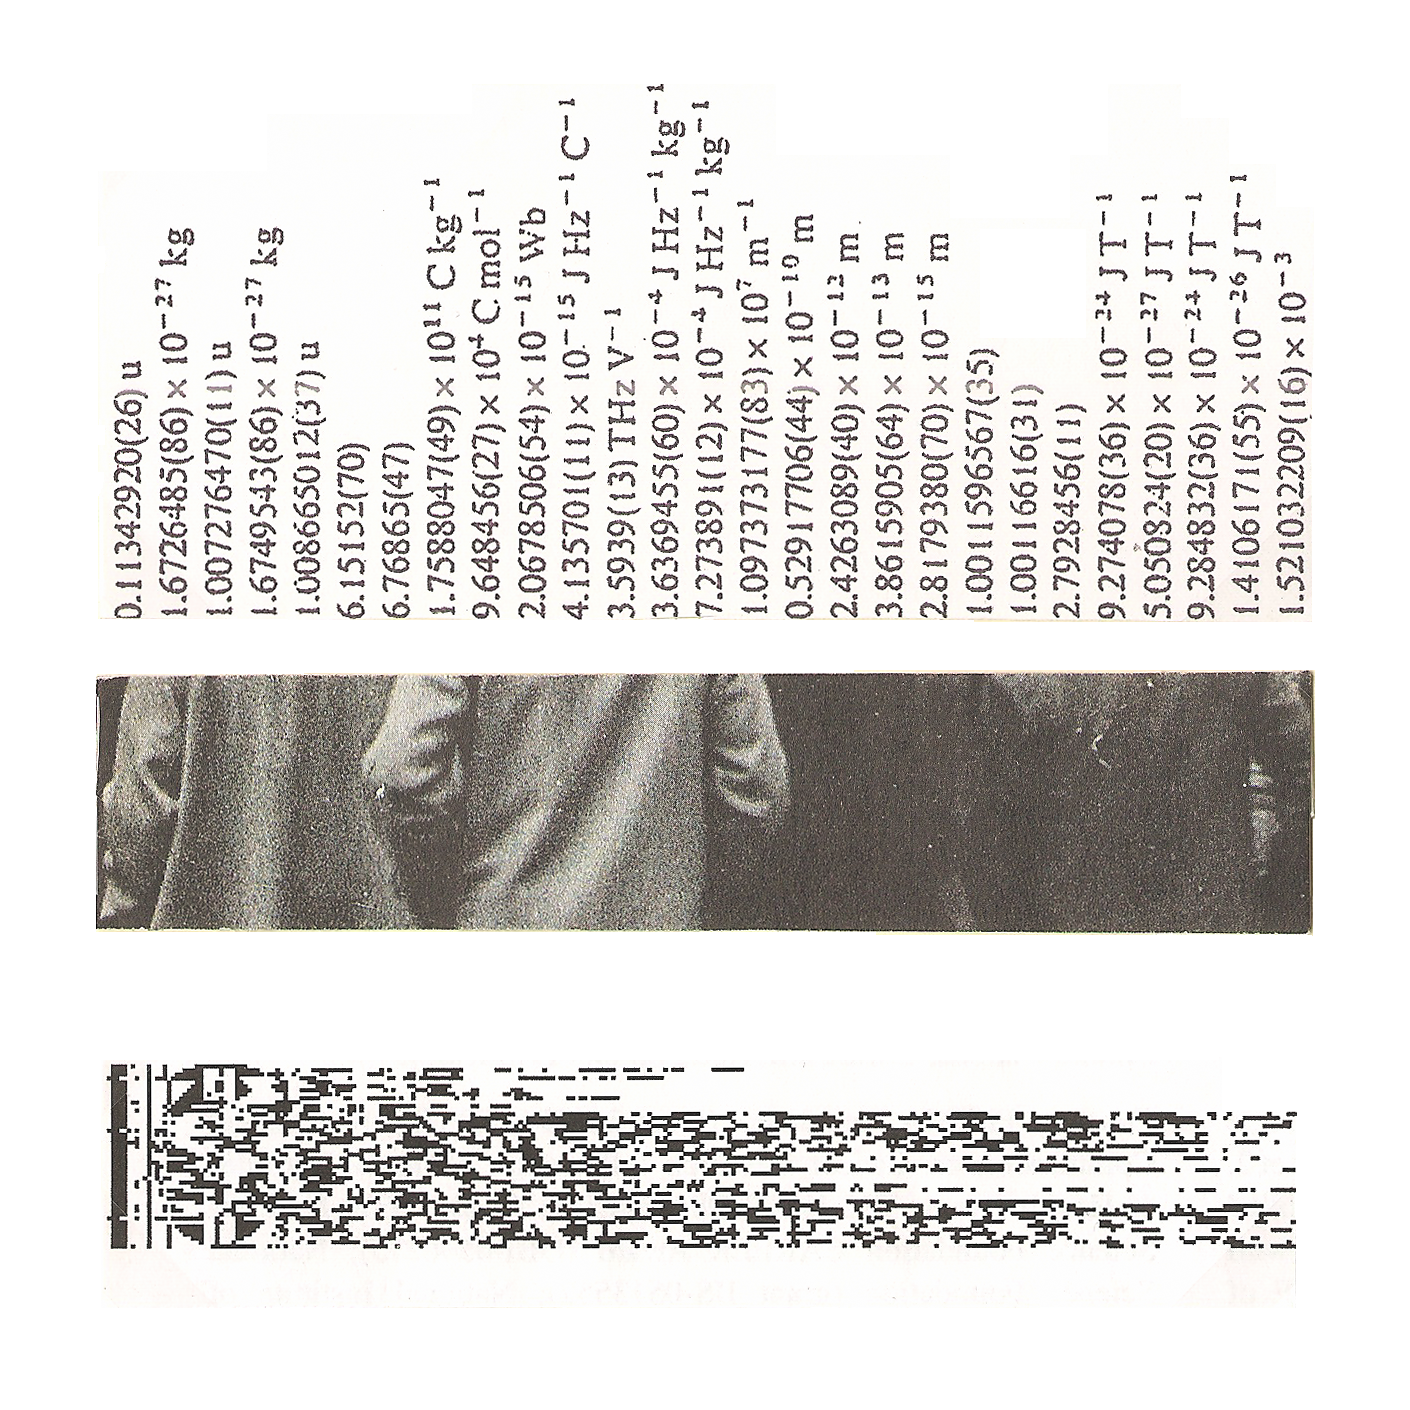 0.11342920(26) u
1.6726485(86) × 10⁻²⁷ kg
1.007276470(11) u
1.6749543(86) × 10⁻²⁷ kg
1.008665012(37) u
6.15152(70)
6.76865(47)
1.7588047(49) × 10¹¹ C kg⁻¹
9.648456(27) × 10⁴ C mol⁻¹
2.0678506(54) × 10⁻¹⁵ Wb
4.135701(11) × 10⁻¹⁵ J Hz⁻¹ C⁻¹
3.5939(13) THz V⁻¹
3.6369455(60) × 10⁻⁴ J Hz⁻¹ kg⁻¹
7.273891(12) × 10⁻⁴ J Hz⁻¹ kg⁻¹
1.097373177(83) × 10⁷ m⁻¹
0.52917706(44) × 10⁻¹⁰ m
2.4263089(40) × 10⁻¹² m
3.8615905(64) × 10⁻¹³ m
2.8179380(70) × 10⁻¹⁵ m
1.0011596567(35)
1.00116616(31)
2.7928456(11)
9.274078(36) × 10⁻²⁴ J T⁻¹
5.050824(20) × 10⁻²⁷ J T⁻¹
9.284832(36) × 10⁻²⁴ J T⁻¹
1.4106171(55) × 10⁻²⁶ J T⁻¹
1.521032209(16) × 10⁻³